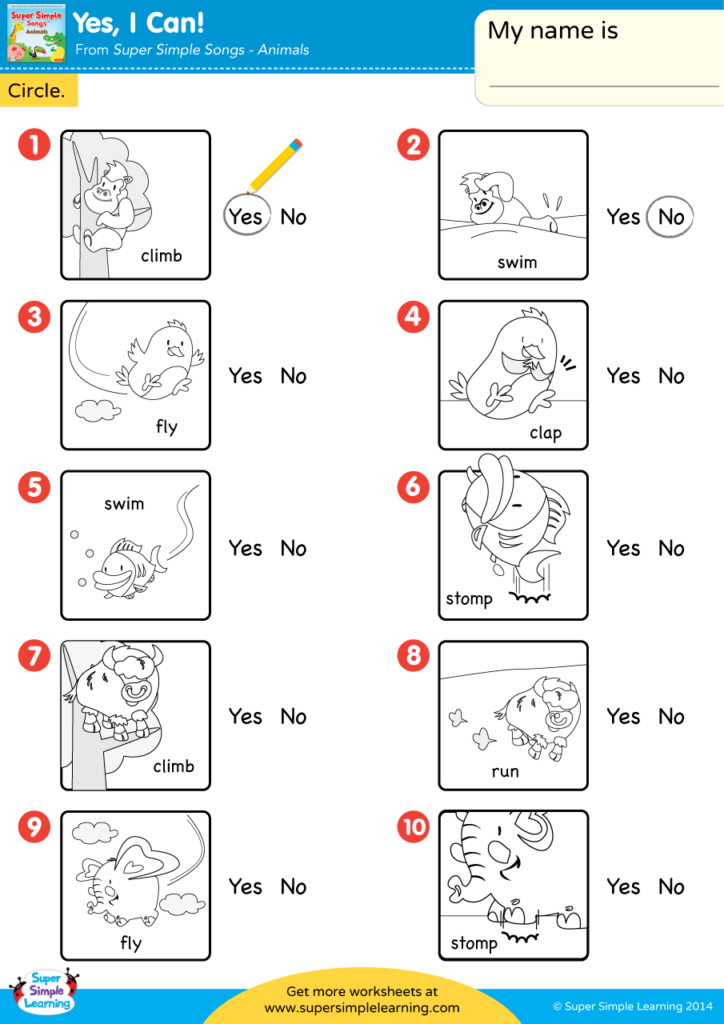 Super Simple
Songs
Animals
Yes, I Can!
From Super Simple Songs - Animals
My name is
Circle.
1
climb
Yes No
2
swim
Yes No
3
fly
Yes No
4
clap
Yes No
5
swim
Yes No
6
stomp
Yes No
7
climb
Yes No
8
run
Yes No
9
fly
Yes No
10
stomp
Yes No
Super
Simple
Learning
Get more worksheets at
www.supersimplelearning.com
© Super Simple Learning 2014